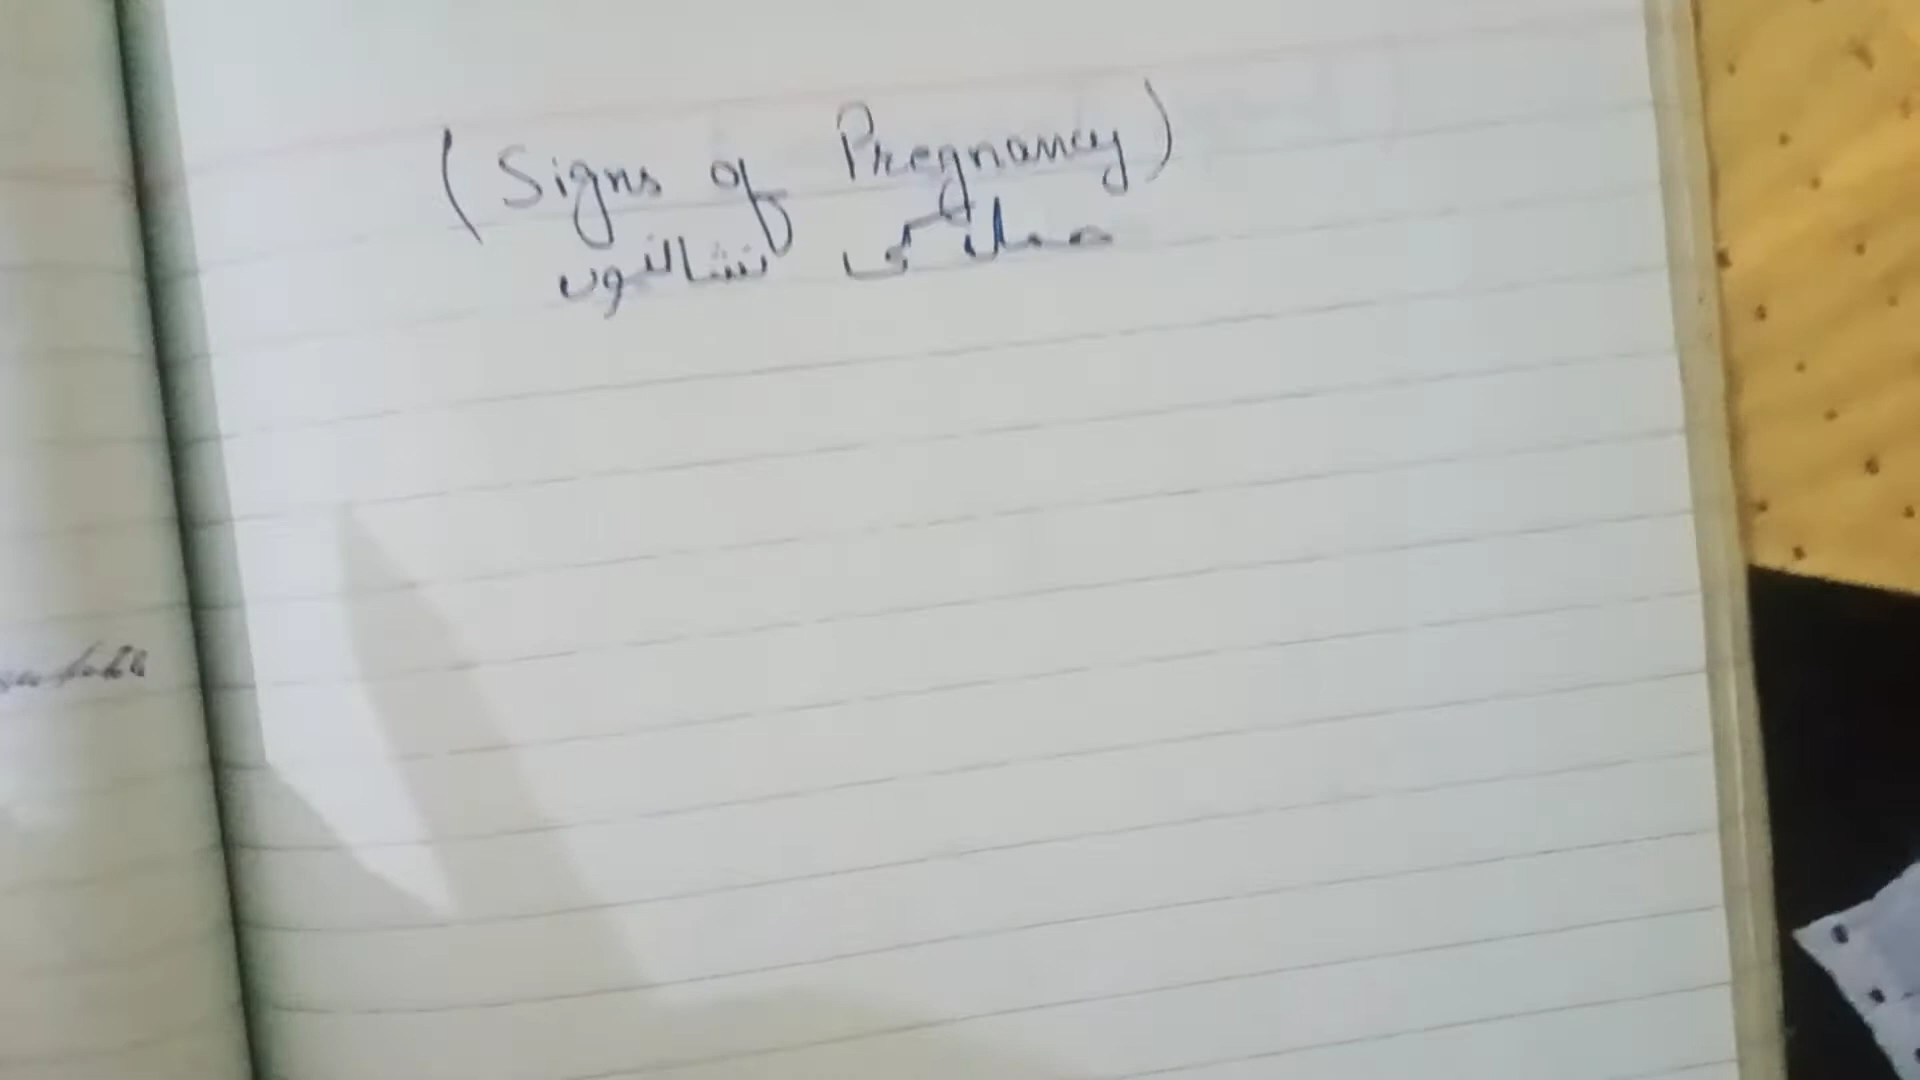 (Signs of Pregnancy)
حمل کی نشانیوں